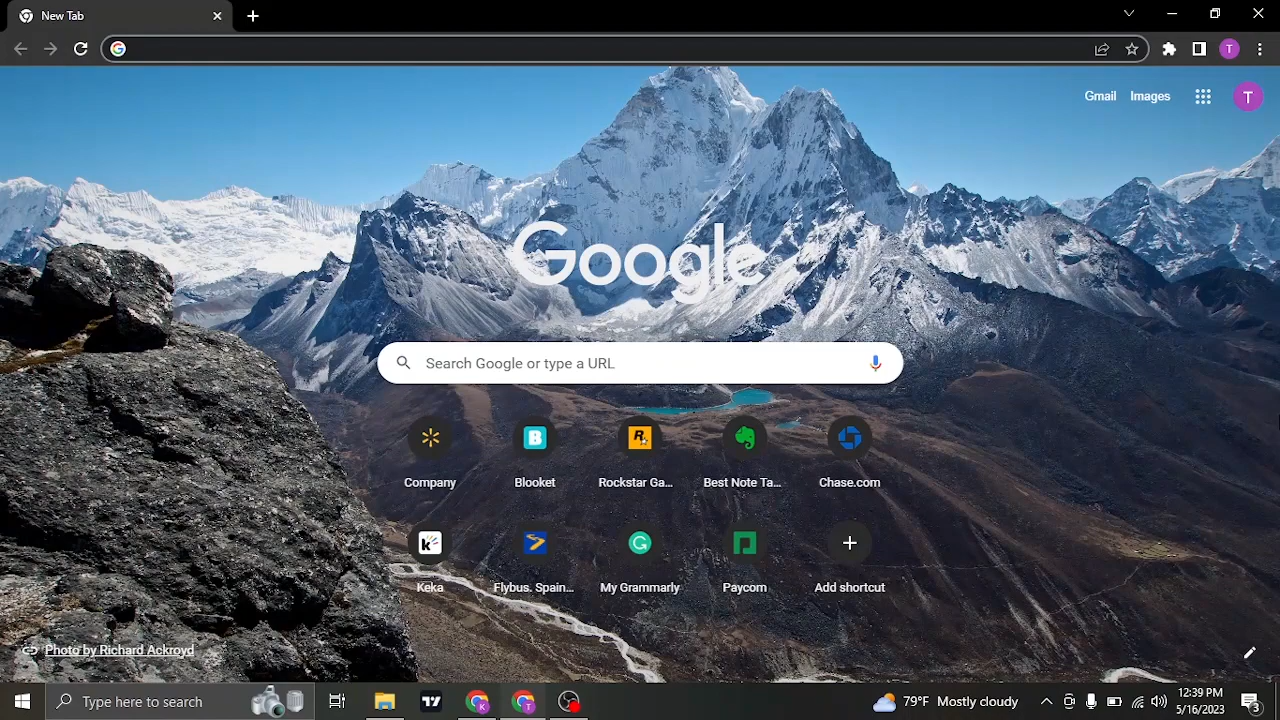 New Tab
Gmail Images
T
T
Google
Search Google or type a URL
Company Blooket Rockstar Ga... Best Note Ta... Chase.com
Keka Flybus. Spain... My Grammarly Paycom Add shortcut
Photo by Richard Ackroyd
Type here to search
79°F Mostly cloudy
12:39 PM
5/16/2023
3